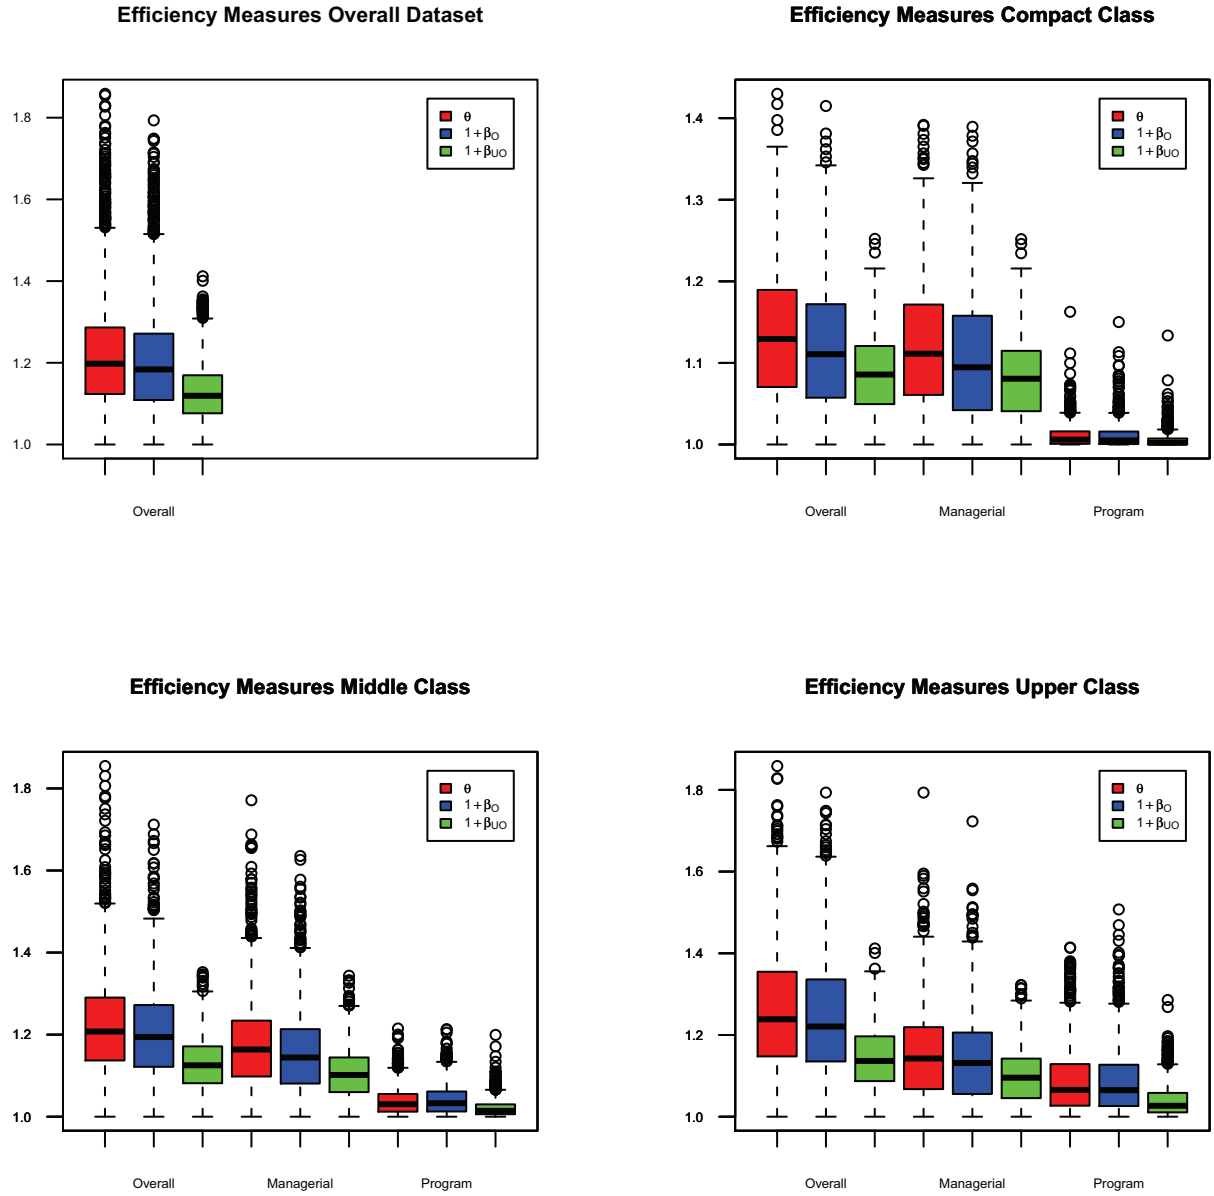 Efficiency Measures Overall Dataset
1.8
1.6
1.4
1.2
1.0
θ
1+βO
1+βUO
Overall
Efficiency Measures Compact Class
1.4
1.3
1.2
1.1
1.0
θ
1+βO
1+βUO
Overall Managerial Program
Efficiency Measures Middle Class
1.8
1.6
1.4
1.2
1.0
θ
1+βO
1+βUO
Overall Managerial Program
Efficiency Measures Upper Class
1.8
1.6
1.4
1.2
1.0
θ
1+βO
1+βUO
Overall Managerial Program